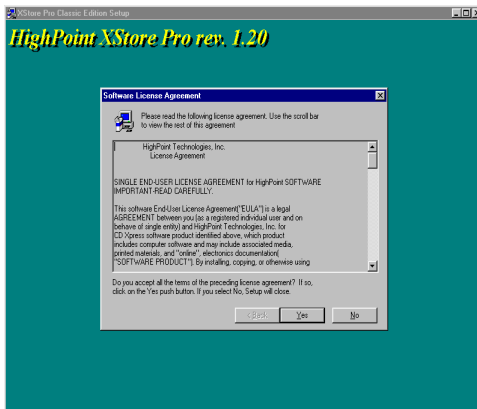 XStore Pro Classic Edition Setup
HighPoint XStore Pro rev. 1.20
Software License Agreement
Please read the following license agreement. Use the scroll bar
to view the rest of this agreement
HighPoint Technologies, Inc.
License Agreement
SINGLE END-USER LICENSE AGREEMENT for HighPoint SOFTWARE
IMPORTANT-READ CAREFULLY.
This software End-User License Agreement("EULA") is a legal
AGREEMENT between you (as a registered individual user and on
behave of single entity) and HighPoint Technologies, Inc. for
CD Xpress software product identified above, which product
includes computer software and may include associated media,
printed materials, and "online", electronics documentation(
"SOFTWARE PRODUCT"). By installing, copying, or otherwise using
Do you accept all the terms of the preceding license agreement? If so,
click on the Yes push button. If you select No, Setup will close.
< Back
Yes
No